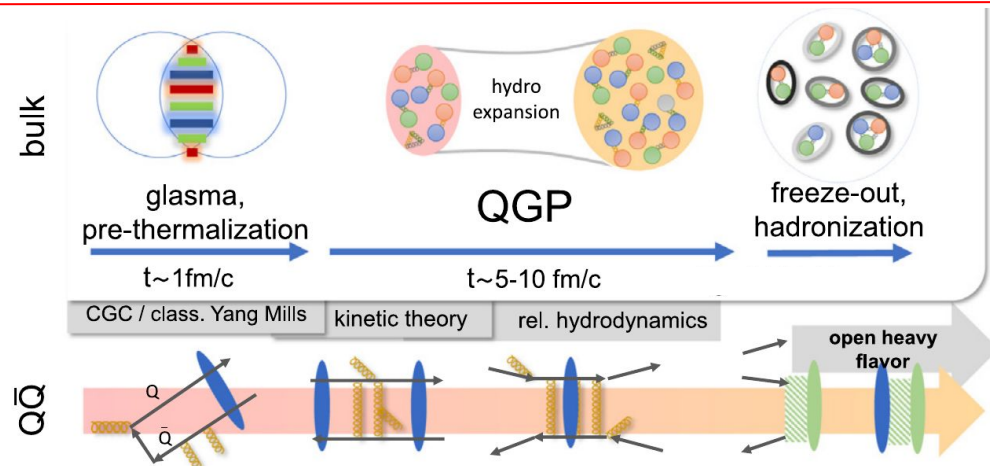 bulk
hydro
expansion
glasma,
pre-thermalization
QGP
freeze-out,
hadronization
t~1fm/c
t~5-10 fm/c
CGC / class. Yang Mills
kinetic theory
rel. hydrodynamics
open heavy
flavor
QQ̄
Q
Q̄